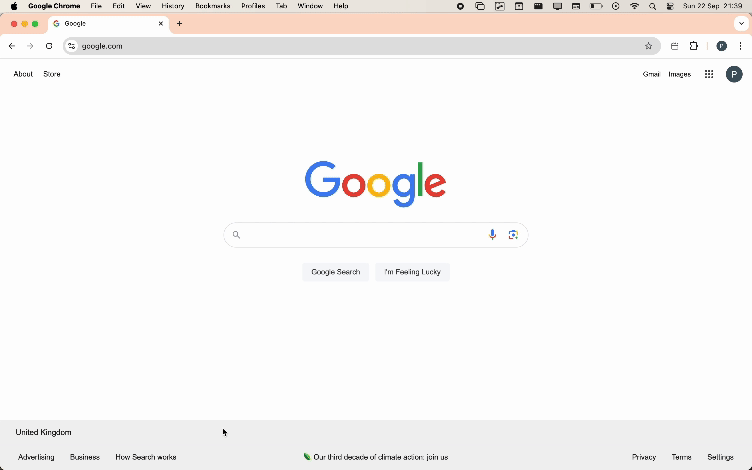 Google Chrome File Edit View History Bookmarks Profiles Tab Window Help Sun 22 Sep 21:39
Google
google.com P
About Store Gmail Images P
Google
Google Search I'm Feeling Lucky
United Kingdom
Advertising Business How Search works Our third decade of climate action: join us Privacy Terms Settings